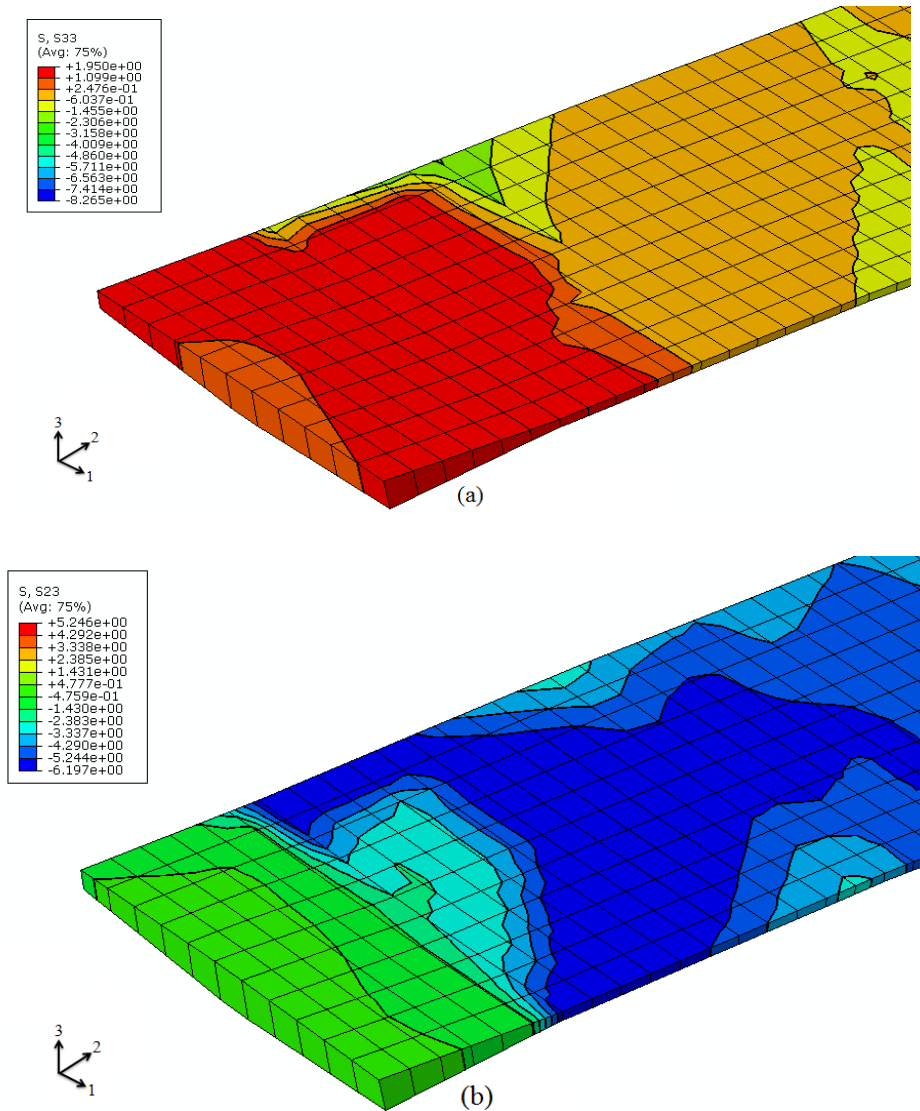 S, S33
(Avg: 75%)
+1.950e+00
+1.099e+00
+2.476e-01
-6.037e-01
-1.455e+00
-2.306e+00
-3.158e+00
-4.009e+00
-4.860e+00
-5.711e+00
-6.563e+00
-7.414e+00
-8.265e+00
3
2
1
(a)
S, S23
(Avg: 75%)
+5.246e+00
+4.292e+00
+3.338e+00
+2.385e+00
+1.431e+00
+4.777e-01
-4.759e-01
-1.430e+00
-2.383e+00
-3.337e+00
-4.290e+00
-5.244e+00
-6.197e+00
3
2
1
(b)